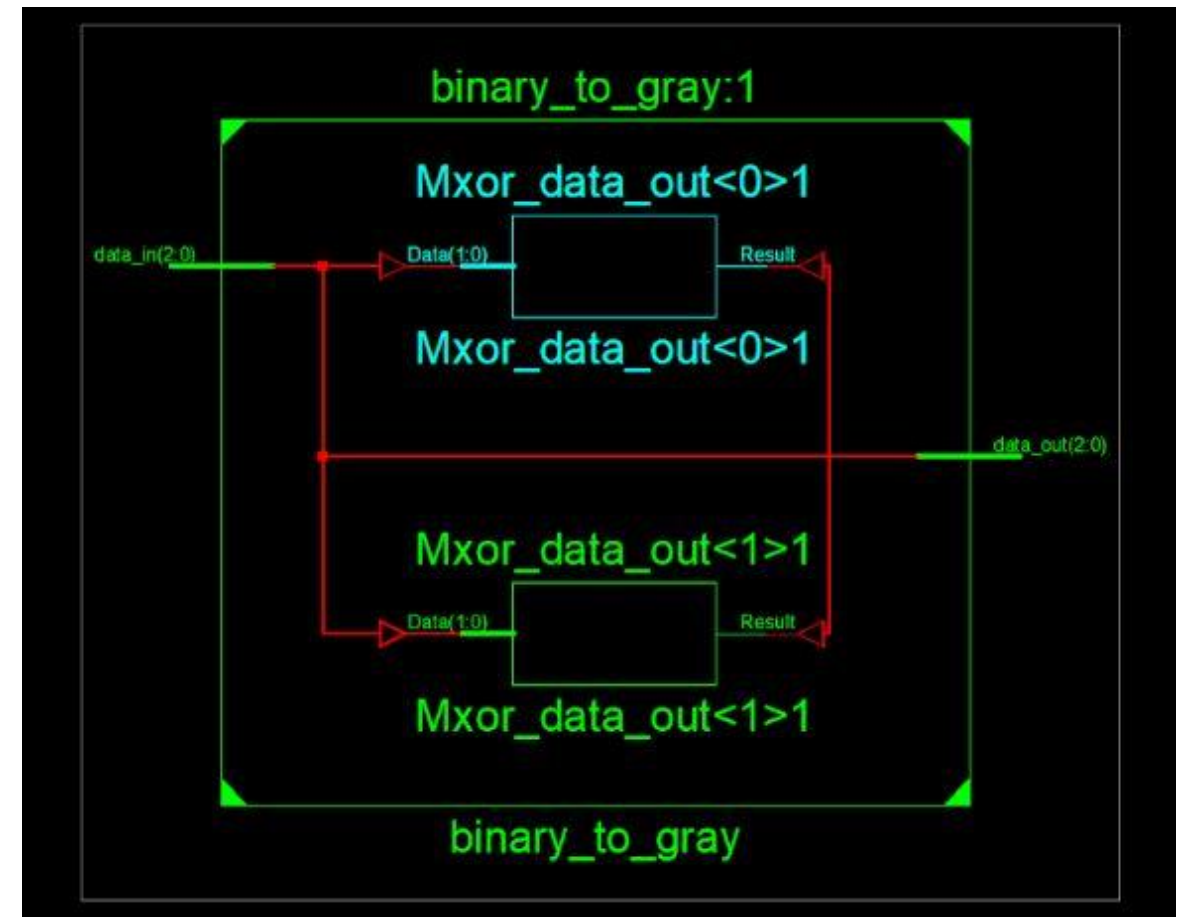 binary_to_gray:1
Mxor_data_out<0>1
data_in(2:0)
Data(1:0)
Result
Mxor_data_out<0>1
data_out(2:0)
Mxor_data_out<1>1
Data(1:0)
Result
Mxor_data_out<1>1
binary_to_gray